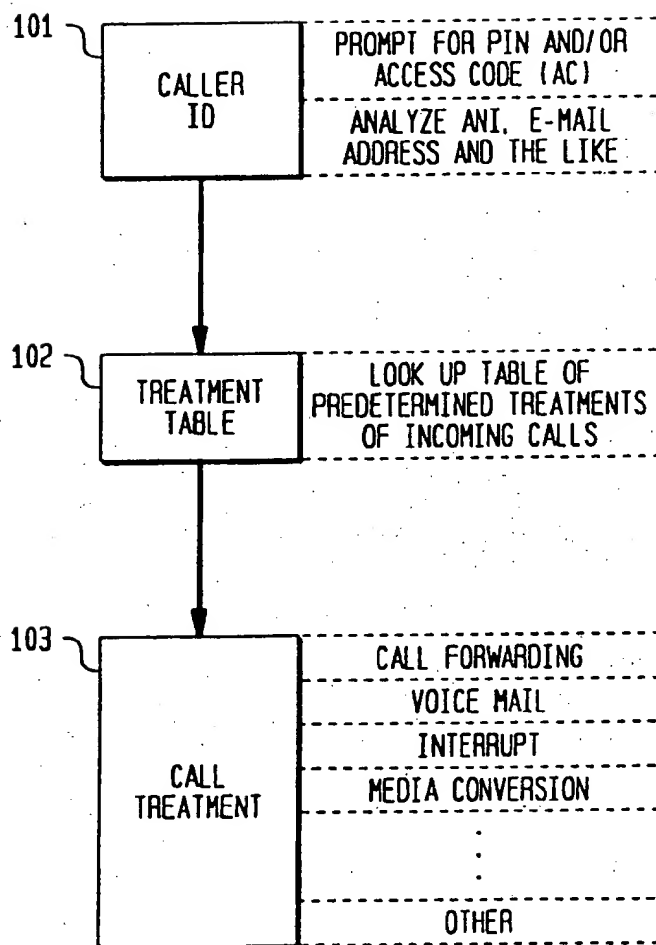 101
CALLER
ID
PROMPT FOR PIN AND/OR
ACCESS CODE (AC)
ANALYZE ANI, E-MAIL
ADDRESS AND THE LIKE
102
TREATMENT
TABLE
LOOK UP TABLE OF
PREDETERMINED TREATMENTS
OF INCOMING CALLS
103
CALL
TREATMENT
CALL FORWARDING
VOICE MAIL
INTERRUPT
MEDIA CONVERSION
.
.
.
OTHER